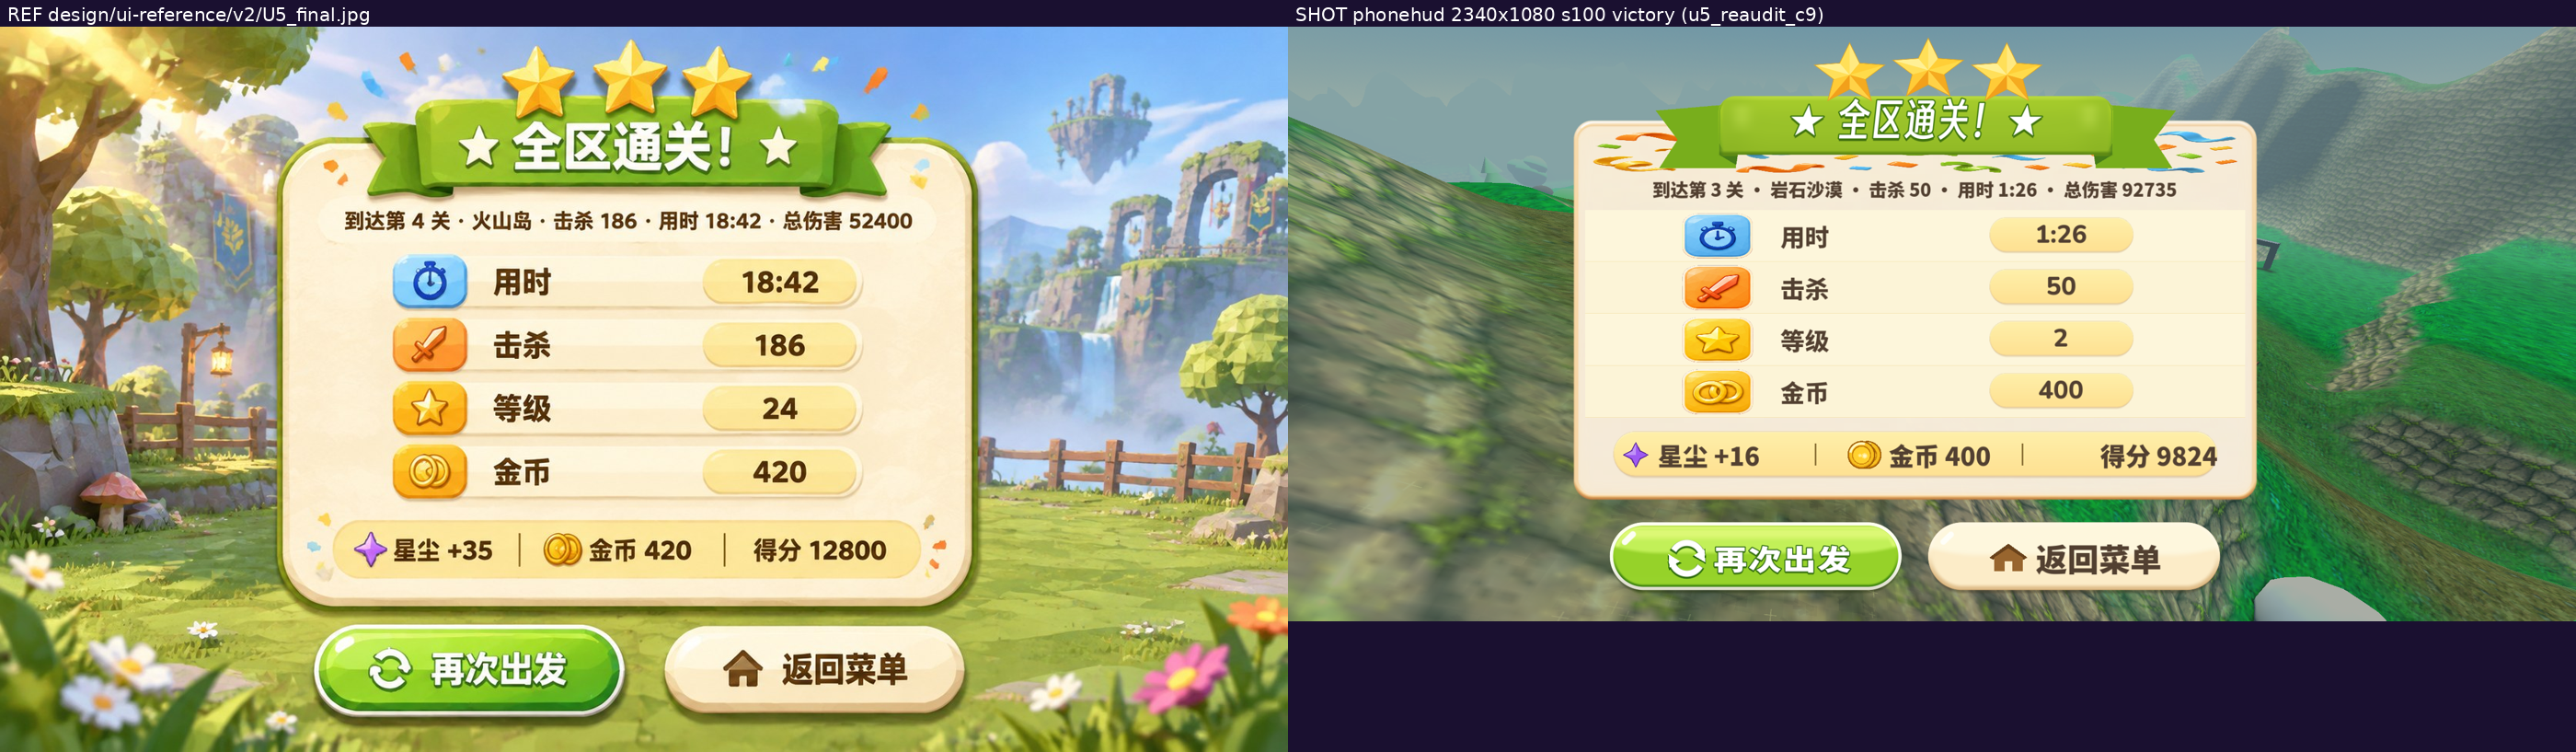 REF design/ui-reference/v2/U5_final.jpg
全区通关!
到达第 4 关 · 火山岛 · 击杀 186 · 用时 18:42 · 总伤害 52400
用时 18:42
击杀 186
等级 24
金币 420
星尘 +35 | 金币 420 | 得分 12800
再次出发
返回菜单
SHOT phonehud 2340x1080 s100 victory (u5_reaudit_c9)
全区通关!
到达第 3 关 · 岩石沙漠 · 击杀 50 · 用时 1:26 · 总伤害 92735
用时 1:26
击杀 50
等级 2
金币 400
星尘 +16 | 金币 400 | 得分 9824
再次出发
返回菜单